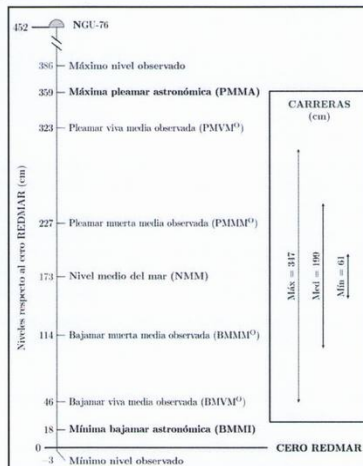 452
NGU-76
386
Máximo nivel observado
359
Máxima pleamar astronómica (PMMA)
323
Pleamar viva media observada (PMVMᴼ)
227
Pleamar muerta media observada (PMMMᴼ)
173
Nivel medio del mar (NMM)
114
Bajamar muerta media observada (BMMMᴼ)
46
Bajamar viva media observada (BMVMᴼ)
18
Mínima bajamar astronómica (BMMI)
0
CERO REDMAR
-3
Mínimo nivel observado
Niveles respecto al cero REDMAR (cm)
CARRERAS
(cm)
Máx = 347
Med = 199
Mín = 61